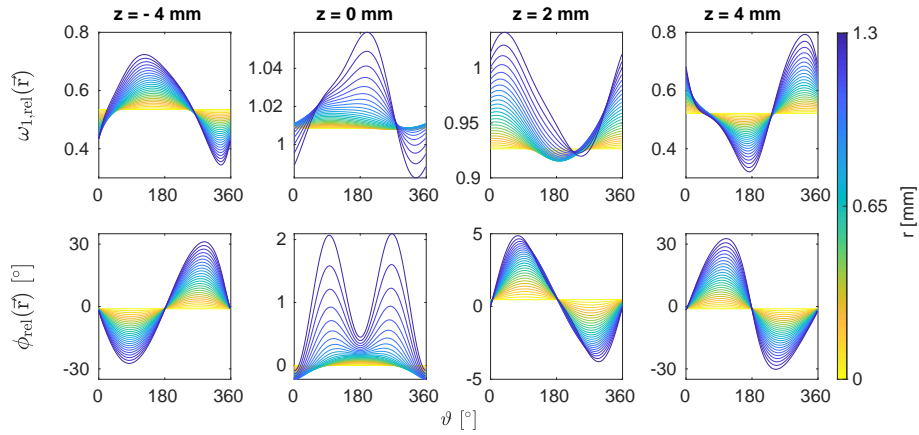 z = - 4 mm z = 0 mm z = 2 mm z = 4 mm
ω1,rel(r⃗)
0.8 0.6 0.4
1.04 1.02 1
1 0.95 0.9
0.8 0.6 0.4
0 180 360 0 180 360 0 180 360 0 180 360
ϕrel(r⃗) [°]
30 0 -30
2 1 0
5 0 -5
30 0 -30
0 180 360 0 180 360 0 180 360 0 180 360
ϑ [°]
1.3
0.65
0
r [mm]